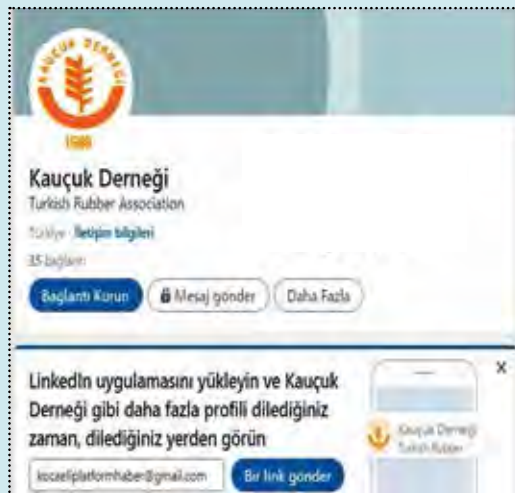 KAUÇUK DERNEĞİ
1988
Kauçuk Derneği
Turkish Rubber Association
Türkiye İletişim bilgileri
35 bağlantı
Bağlantı Kurun Mesaj gönder Daha Fazla
LinkedIn uygulamasını yükleyin ve Kauçuk
Derneği gibi daha fazla profili dilediğiniz
zaman, dilediğiniz yerden görün
X
Kauçuk Derneği
Turkish Rubber
kocaeliplatformhaber@gmail.com Bir link gönder